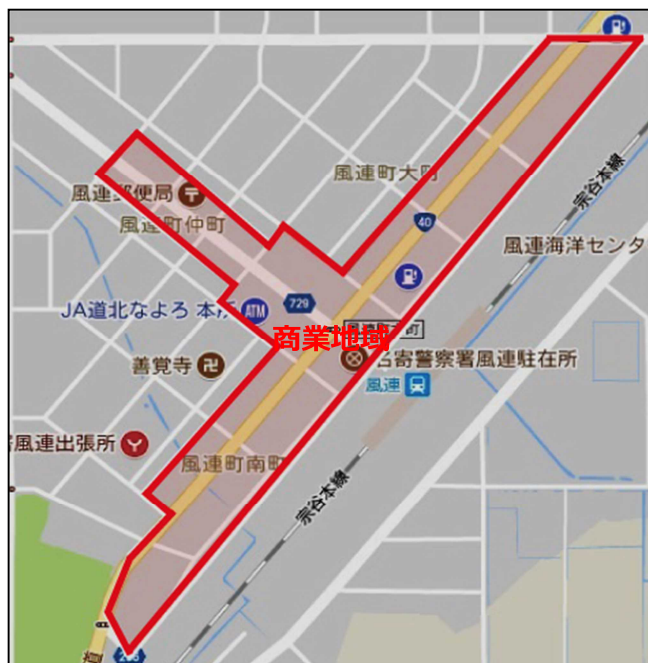 風連町大町
宗谷本線
風連郵便局
風連町仲町
40
風連海洋センタ
JA道北なよろ 本所
ATM
729
商業地域
善覚寺
名寄警察署風連駐在所
風連
風連出張所
風連町南町
宗谷本線
道